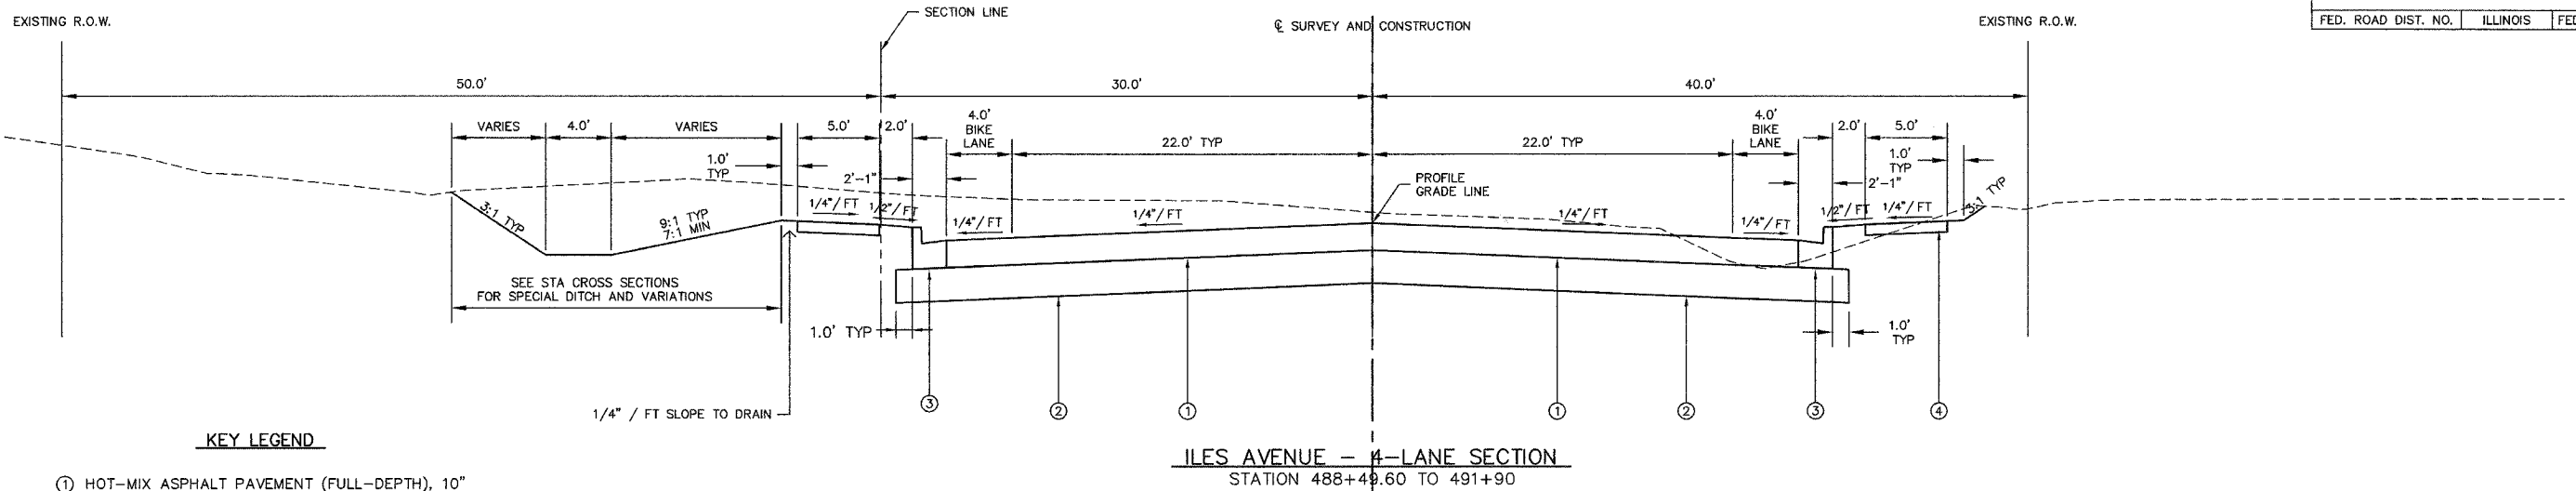 FED. ROAD DIST. NO. ILLINOIS FED
EXISTING R.O.W.
SECTION LINE
℄ SURVEY AND CONSTRUCTION
EXISTING R.O.W.
50.0'
30.0'
40.0'
VARIES
4.0'
VARIES
5.0'
2.0'
4.0'
BIKE
LANE
22.0' TYP
22.0' TYP
4.0'
BIKE
LANE
2.0'
5.0'
1.0'
TYP
2'-1"
PROFILE
GRADE LINE
2'-1"
1.0'
TYP
3:1 TYP
9:1 TYP
7:1 MIN
1/4"/FT
1/2"/FT
1/4"/FT
1/4"/FT
1/4"/FT
1/4"/FT
1/2"/FT
1/4"/FT
3:1 TYP
SEE STA CROSS SECTIONS
FOR SPECIAL DITCH AND VARIATIONS
1.0' TYP
1.0'
TYP
1/4" / FT SLOPE TO DRAIN
③
②
①
①
②
③
④
KEY LEGEND
① HOT-MIX ASPHALT PAVEMENT (FULL-DEPTH), 10"
ILES AVENUE - 4-LANE SECTION
STATION 488+49.60 TO 491+90